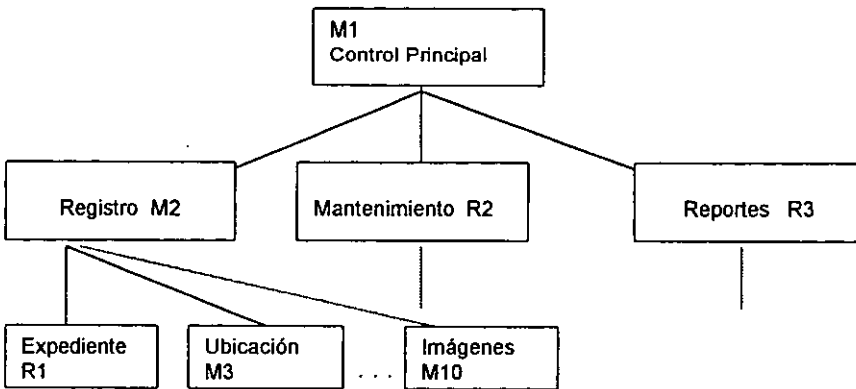 M1
Control Principal
Registro M2
Mantenimiento R2
Reportes R3
Expediente
R1
Ubicación
M3
. . .
Imágenes
M10